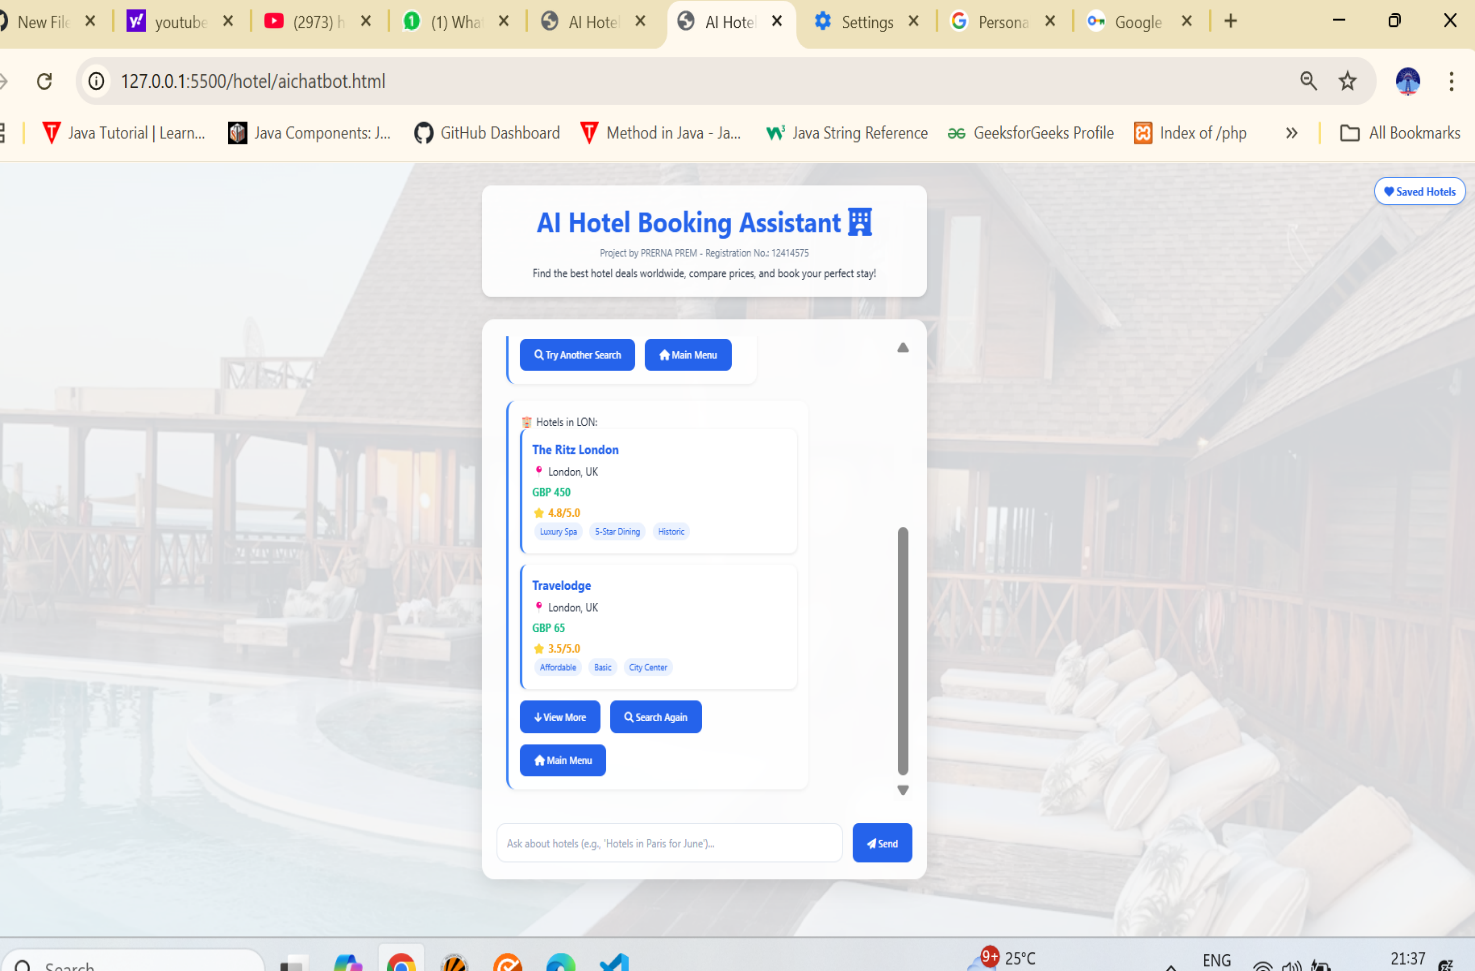 New File
youtube
(2973) h
(1) Wha
AI Hotel
AI Hotel
Settings
Persona
Google
127.0.0.1:5500/hotel/aichatbot.html
Java Tutorial | Learn...
Java Components: J...
GitHub Dashboard
Method in Java - Ja...
Java String Reference
GeeksforGeeks Profile
Index of /php
All Bookmarks
Saved Hotels
AI Hotel Booking Assistant
Project by PRERNA PREM - Registration No.: 12414575
Find the best hotel deals worldwide, compare prices, and book your perfect stay!
Try Another Search
Main Menu
Hotels in LON:
The Ritz London
London, UK
GBP 450
4.8/5.0
Luxury Spa
5-Star Dining
Historic
Travelodge
London, UK
GBP 65
3.5/5.0
Affordable
Basic
City Center
View More
Search Again
Main Menu
Ask about hotels (e.g., 'Hotels in Paris for June')...
Send
Search
9+
25°C
ENG
21:37